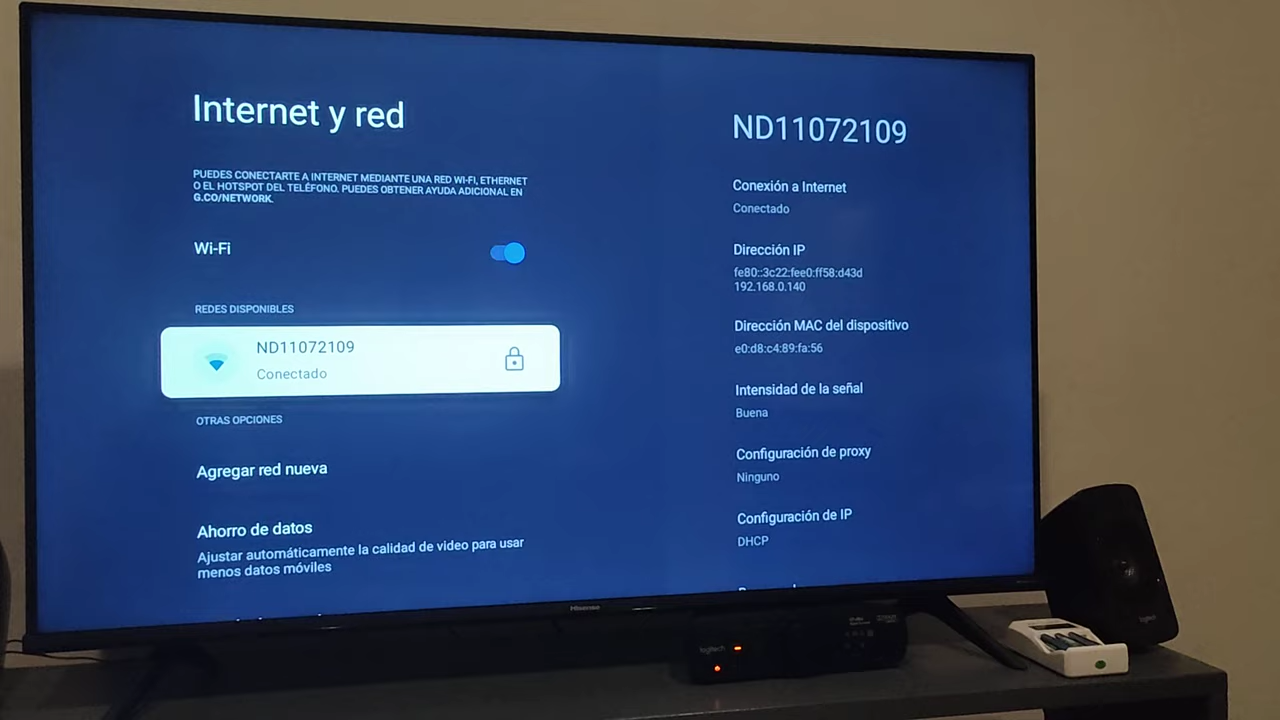 Internet y red
PUEDES CONECTARTE A INTERNET MEDIANTE UNA RED WI-FI, ETHERNET
O EL HOTSPOT DEL TELÉFONO. PUEDES OBTENER AYUDA ADICIONAL EN
G.CO/NETWORK.
Wi-Fi
REDES DISPONIBLES
ND11072109
Conectado
OTRAS OPCIONES
Agregar red nueva
Ahorro de datos
Ajustar automáticamente la calidad de video para usar
menos datos móviles
ND11072109
Conexión a Internet
Conectado
Dirección IP
fe80::3c22:fee0:ff58:d43d
192.168.0.140
Dirección MAC del dispositivo
e0:d8:c4:89:fa:56
Intensidad de la señal
Buena
Configuración de proxy
Ninguno
Configuración de IP
DHCP
Hisense
logitech
logitech